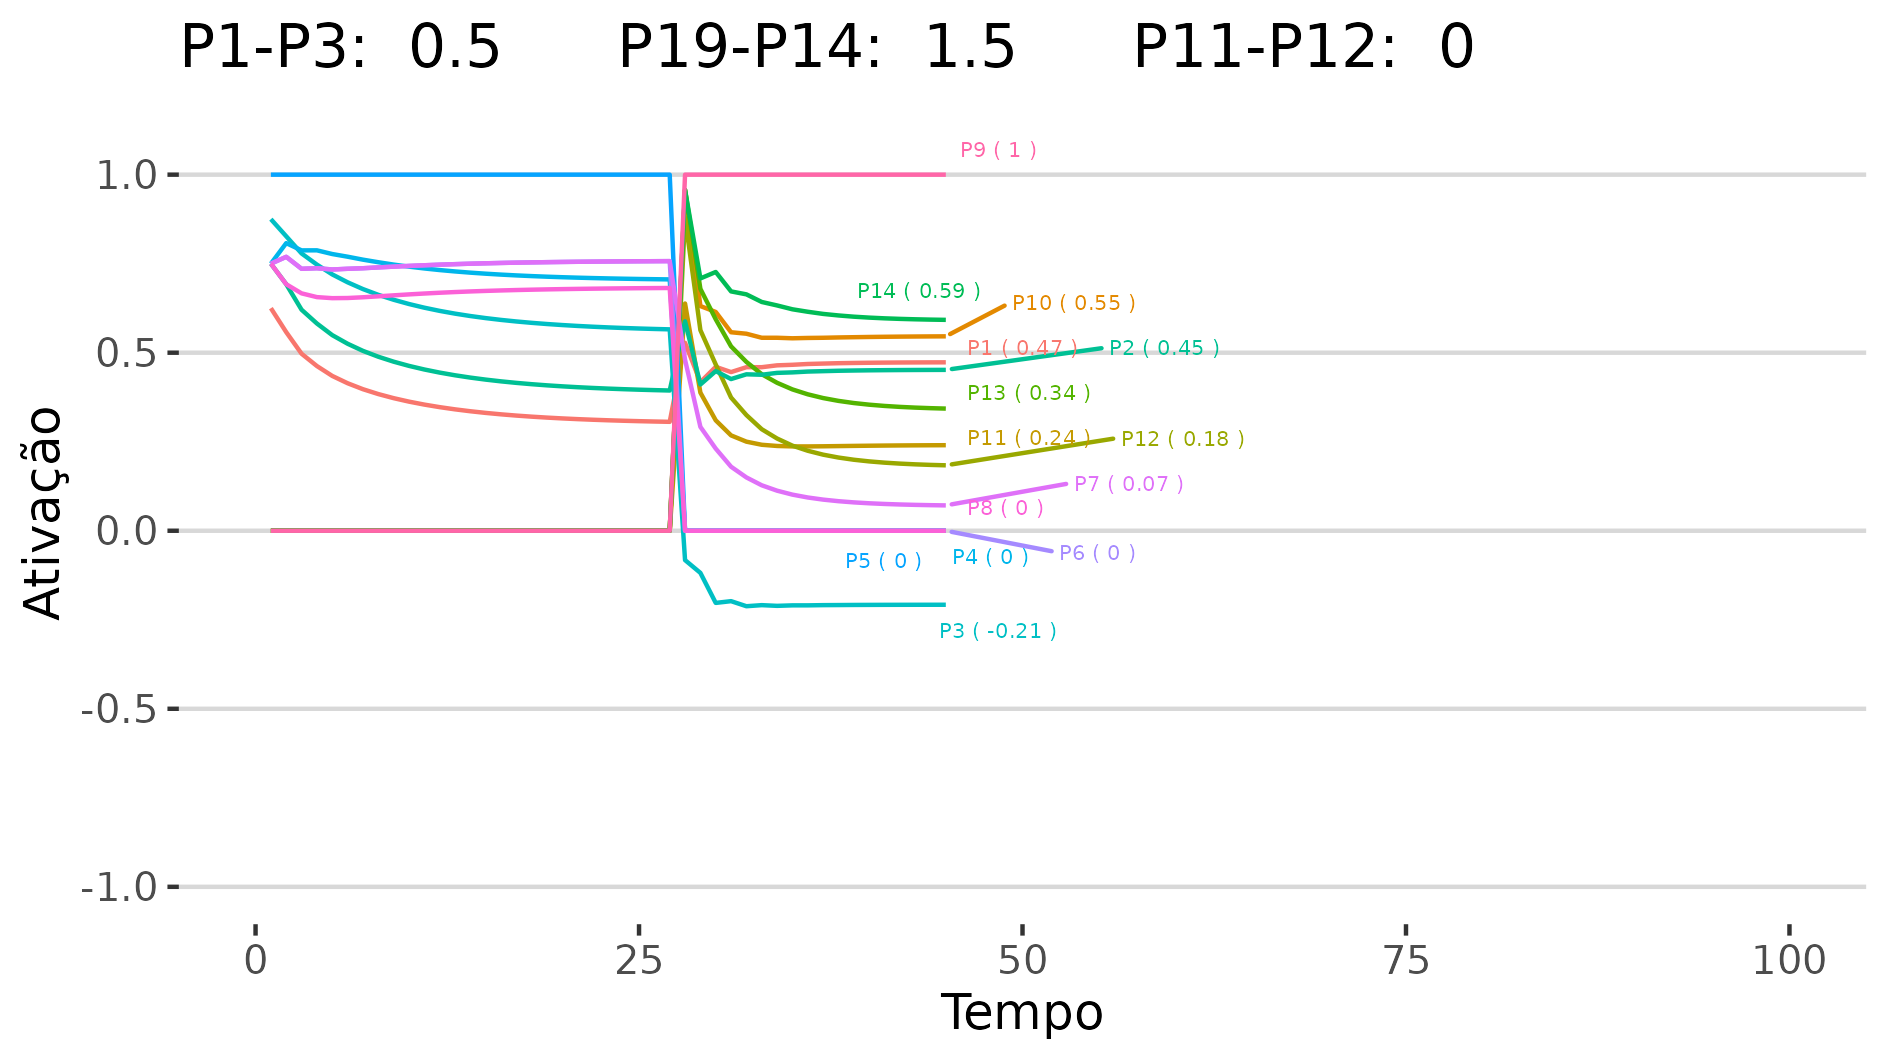 P1-P3: 0.5 P19-P14: 1.5 P11-P12: 0
P9 ( 1 )
1.0
P14 ( 0.59 )
P10 ( 0.55 )
0.5
P1 ( 0.47 )
P2 ( 0.45 )
P13 ( 0.34 )
P11 ( 0.24 )
P12 ( 0.18 )
P7 ( 0.07 )
P8 ( 0 )
0.0
P5 ( 0 )
P4 ( 0 )
P6 ( 0 )
P3 ( -0.21 )
-0.5
-1.0
Ativação
0 25 50 75 100
Tempo